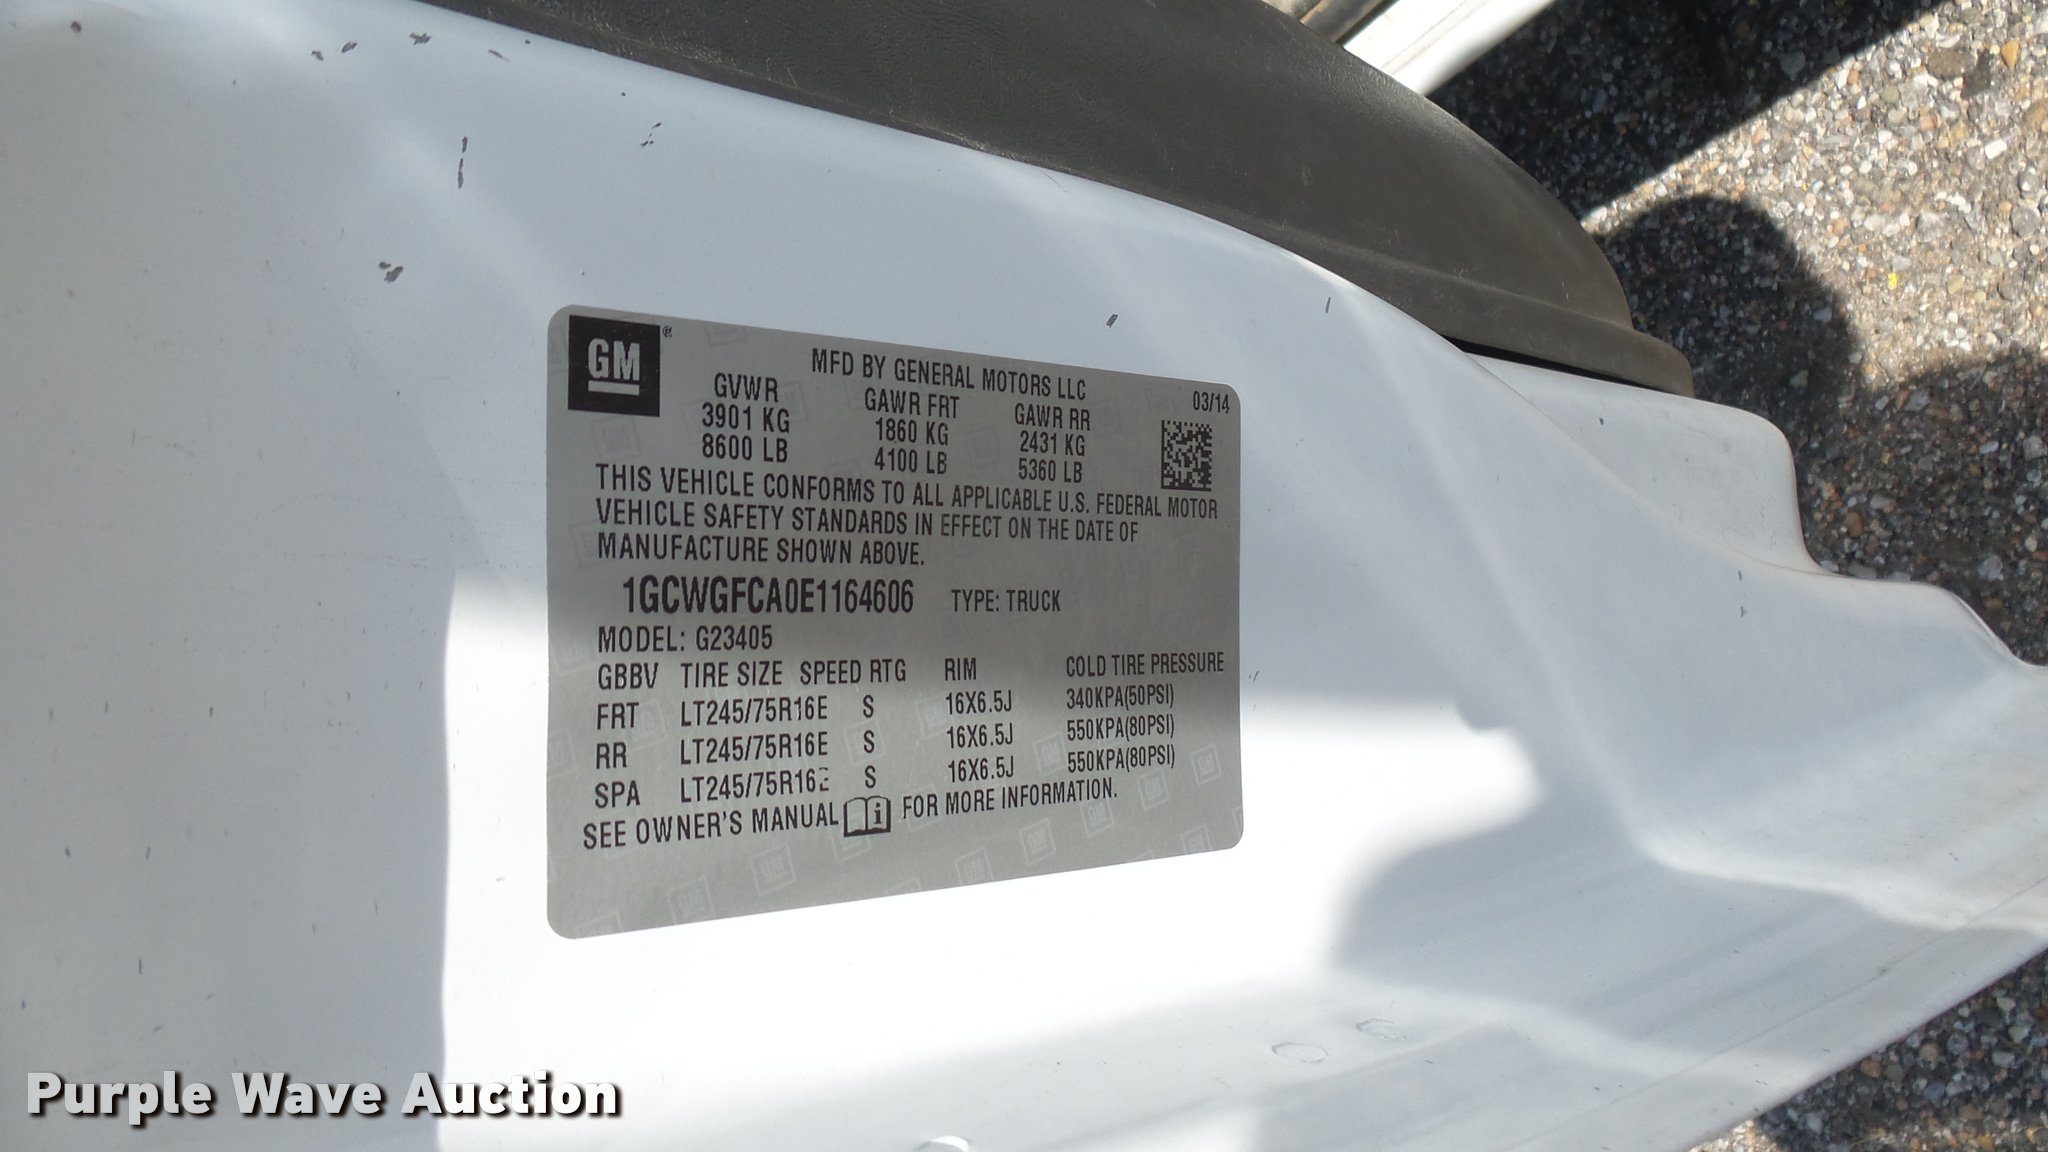 GM ®
MFD BY GENERAL MOTORS LLC
03/14
GVWR GAWR FRT GAWR RR
3901 KG 1860 KG 2431 KG
8600 LB 4100 LB 5360 LB
THIS VEHICLE CONFORMS TO ALL APPLICABLE U.S. FEDERAL MOTOR
VEHICLE SAFETY STANDARDS IN EFFECT ON THE DATE OF
MANUFACTURE SHOWN ABOVE.
1GCWGFCA0E1164606 TYPE: TRUCK
MODEL: G23405
GBBV TIRE SIZE SPEED RTG RIM COLD TIRE PRESSURE
FRT LT245/75R16E S 16X6.5J 340KPA(50PSI)
RR LT245/75R16E S 16X6.5J 550KPA(80PSI)
SPA LT245/75R16E S 16X6.5J 550KPA(80PSI)
SEE OWNER'S MANUAL FOR MORE INFORMATION.
Purple Wave Auction